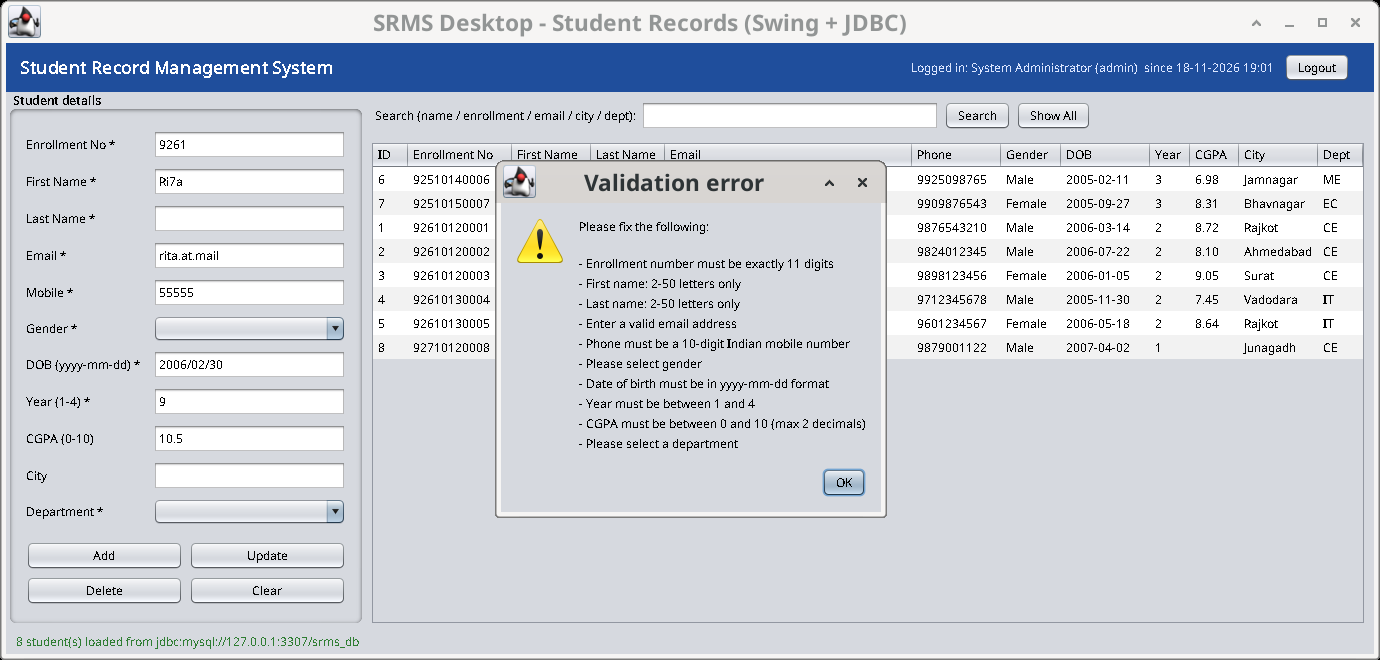 SRMS Desktop - Student Records (Swing + JDBC)
Student Record Management System
Logged in: System Administrator (admin) since 18-11-2026 19:01
Logout
Student details
Enrollment No * 9261
First Name * Ri7a
Last Name *
Email * rita.at.mail
Mobile * 55555
Gender *
DOB (yyyy-mm-dd) * 2006/02/30
Year (1-4) * 9
CGPA (0-10) 10.5
City
Department *
Add Update
Delete Clear
Search (name / enrollment / email / city / dept):
Search Show All
ID Enrollment No First Name Last Name Email Phone Gender DOB Year CGPA City Dept
6 92510140006 9925098765 Male 2005-02-11 3 6.98 Jamnagar ME
7 92510150007 9909876543 Female 2005-09-27 3 8.31 Bhavnagar EC
1 92610120001 9876543210 Male 2006-03-14 2 8.72 Rajkot CE
2 92610120002 9824012345 Male 2006-07-22 2 8.10 Ahmedabad CE
3 92610120003 9898123456 Female 2006-01-05 2 9.05 Surat CE
4 92610130004 9712345678 Male 2005-11-30 2 7.45 Vadodara IT
5 92610130005 9601234567 Female 2006-05-18 2 8.64 Rajkot IT
8 92710120008 9879001122 Male 2007-04-02 1 Junagadh CE
Validation error
Please fix the following:
- Enrollment number must be exactly 11 digits
- First name: 2-50 letters only
- Last name: 2-50 letters only
- Enter a valid email address
- Phone must be a 10-digit Indian mobile number
- Please select gender
- Date of birth must be in yyyy-mm-dd format
- Year must be between 1 and 4
- CGPA must be between 0 and 10 (max 2 decimals)
- Please select a department
OK
8 student(s) loaded from jdbc:mysql://127.0.0.1:3307/srms_db